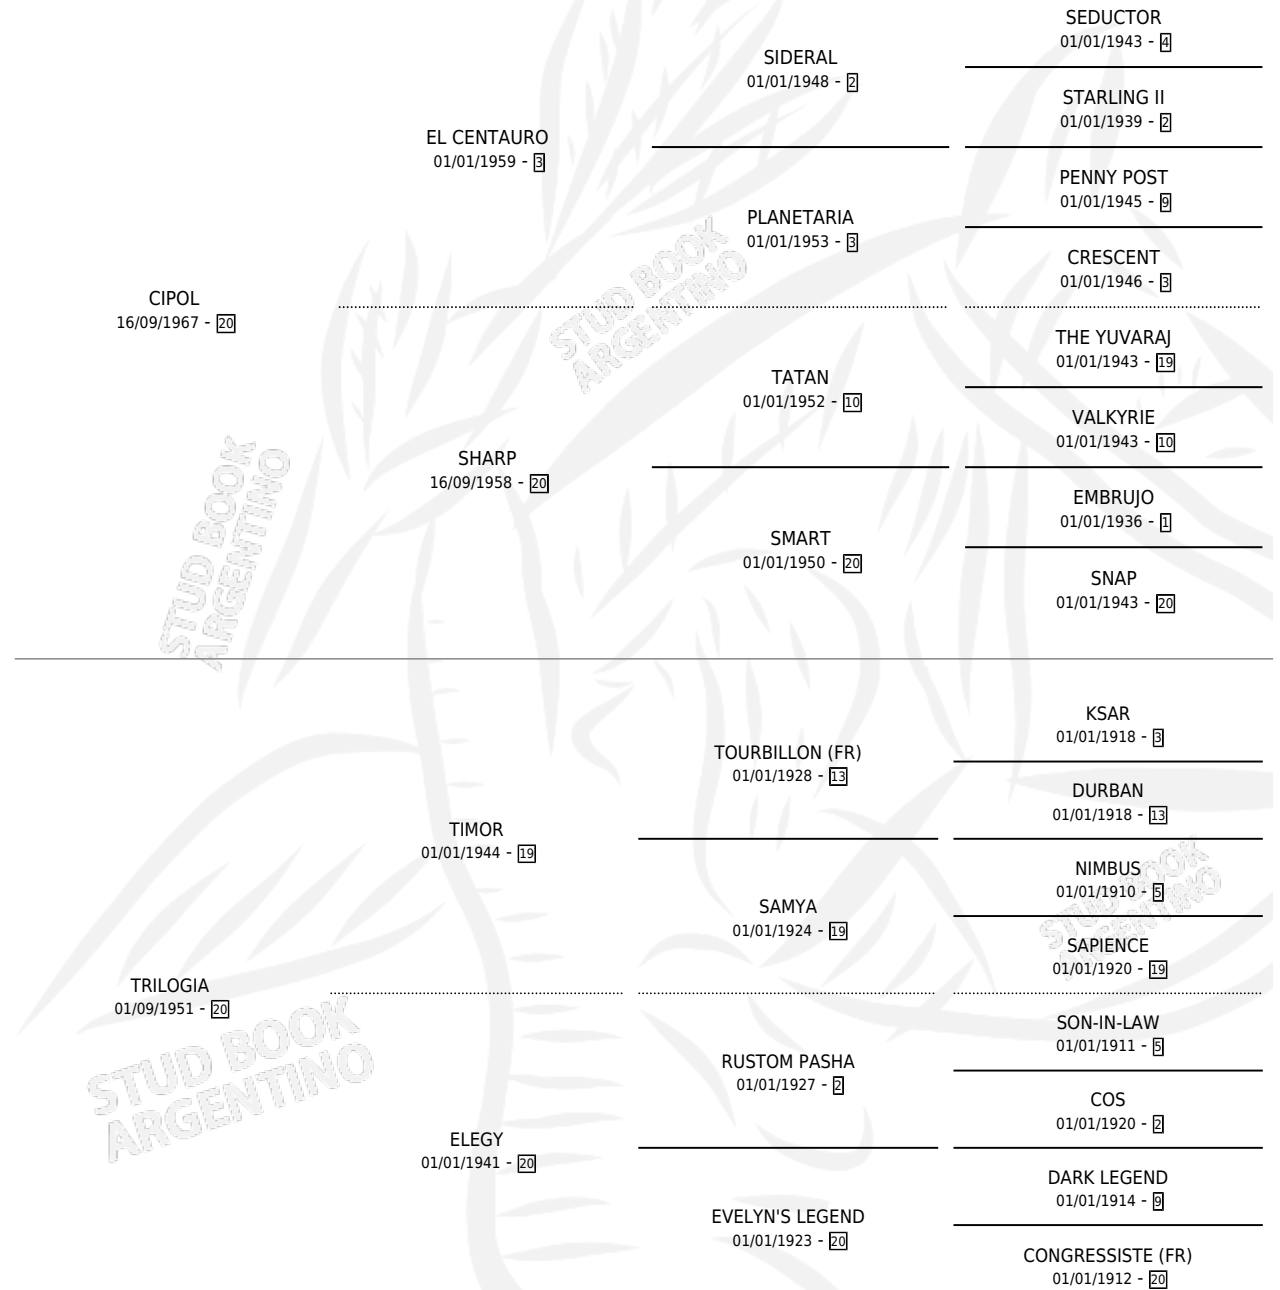 SEDUCTOR
01/01/1943 - 4
SIDERAL
01/01/1948 - 2
STARLING II
01/01/1939 - 2
EL CENTAURO
01/01/1959 - 3
PENNY POST
01/01/1945 - 9
PLANETARIA
01/01/1953 - 3
CRESCENT
01/01/1946 - 3
CIPOL
16/09/1967 - 20
THE YUVARAJ
01/01/1943 - 19
TATAN
01/01/1952 - 10
VALKYRIE
01/01/1943 - 10
SHARP
16/09/1958 - 20
EMBRUJO
01/01/1936 - 1
SMART
01/01/1950 - 20
SNAP
01/01/1943 - 20
STUD BOOK
ARGENTINO
STUD BOOK
ARGENTINO
KSAR
01/01/1918 - 3
TOURBILLON (FR)
01/01/1928 - 13
DURBAN
01/01/1918 - 13
TIMOR
01/01/1944 - 19
NIMBUS
01/01/1910 - 5
SAMYA
01/01/1924 - 19
SAPIENCE
01/01/1920 - 19
TRILOGIA
01/09/1951 - 20
SON-IN-LAW
01/01/1911 - 5
RUSTOM PASHA
01/01/1927 - 2
COS
01/01/1920 - 2
ELEGY
01/01/1941 - 20
DARK LEGEND
01/01/1914 - 9
EVELYN'S LEGEND
01/01/1923 - 20
CONGRESSISTE (FR)
01/01/1912 - 20
STUD BOOK
ARGENTINO
STUD BOOK
ARGENTINO